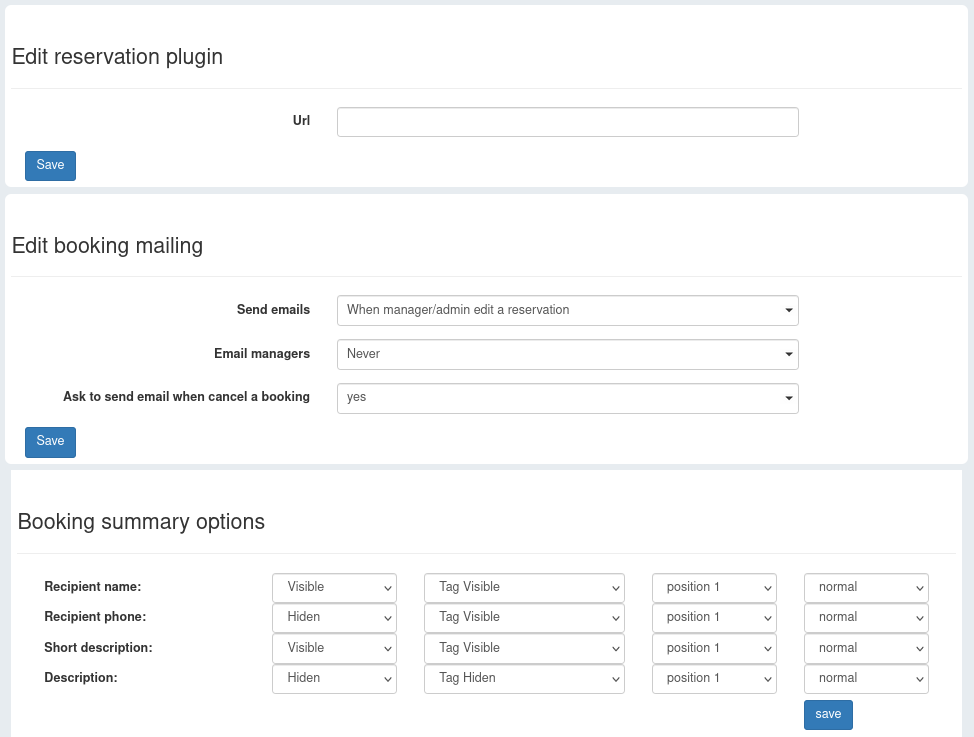 Edit reservation plugin
Url
Save
Edit booking mailing
Send emails When manager/admin edit a reservation
Email managers Never
Ask to send email when cancel a booking yes
Save
Booking summary options
Recipient name: Visible Tag Visible position 1 normal
Recipient phone: Hiden Tag Visible position 1 normal
Short description: Visible Tag Visible position 1 normal
Description: Hiden Tag Hiden position 1 normal
save